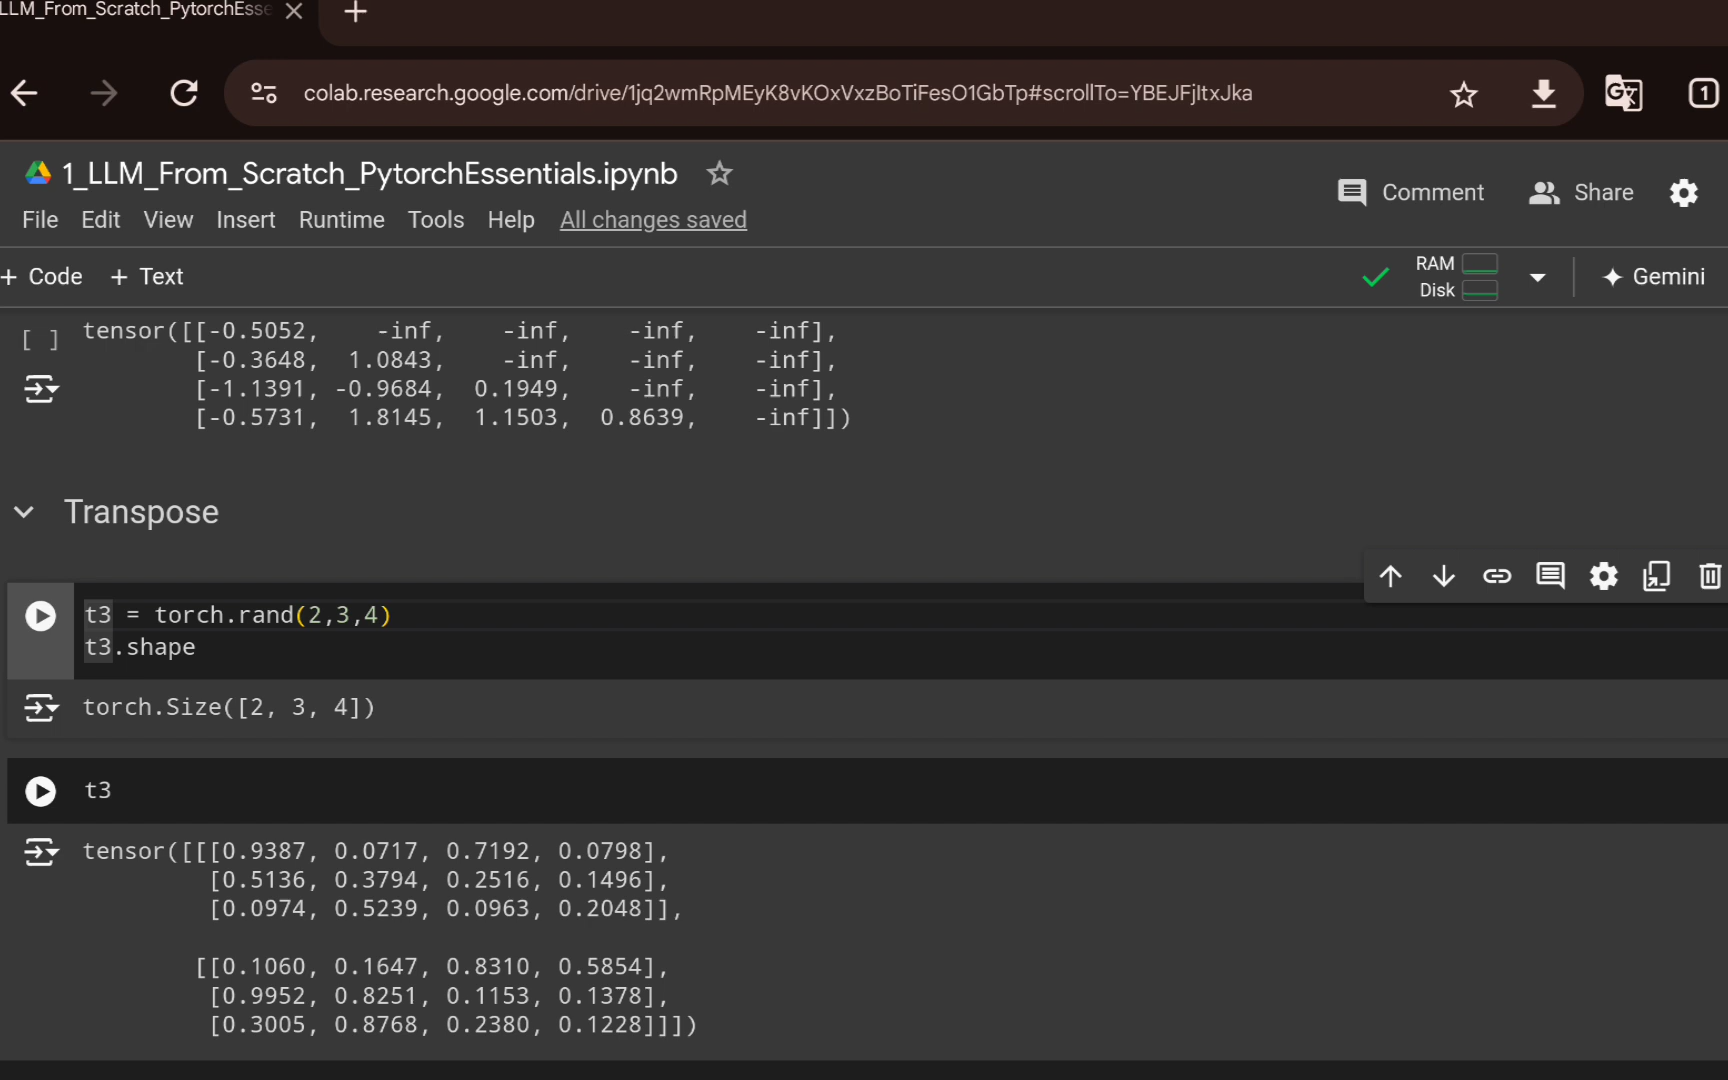 LLM_From_Scratch_PytorchEsse
colab.research.google.com/drive/1jq2wmRpMEyK8vKOxVxzBoTiFesO1GbTp#scrollTo=YBEJFjItxJka
1
1_LLM_From_Scratch_PytorchEssentials.ipynb
Comment Share
File Edit View Insert Runtime Tools Help All changes saved
+ Code + Text
RAM
Disk
Gemini
[ ] tensor([[-0.5052, -inf, -inf, -inf, -inf],
[-0.3648, 1.0843, -inf, -inf, -inf],
[-1.1391, -0.9684, 0.1949, -inf, -inf],
[-0.5731, 1.8145, 1.1503, 0.8639, -inf]])
Transpose
t3 = torch.rand(2,3,4)
t3.shape
torch.Size([2, 3, 4])
t3
tensor([[[0.9387, 0.0717, 0.7192, 0.0798],
[0.5136, 0.3794, 0.2516, 0.1496],
[0.0974, 0.5239, 0.0963, 0.2048]],
[[0.1060, 0.1647, 0.8310, 0.5854],
[0.9952, 0.8251, 0.1153, 0.1378],
[0.3005, 0.8768, 0.2380, 0.1228]]])